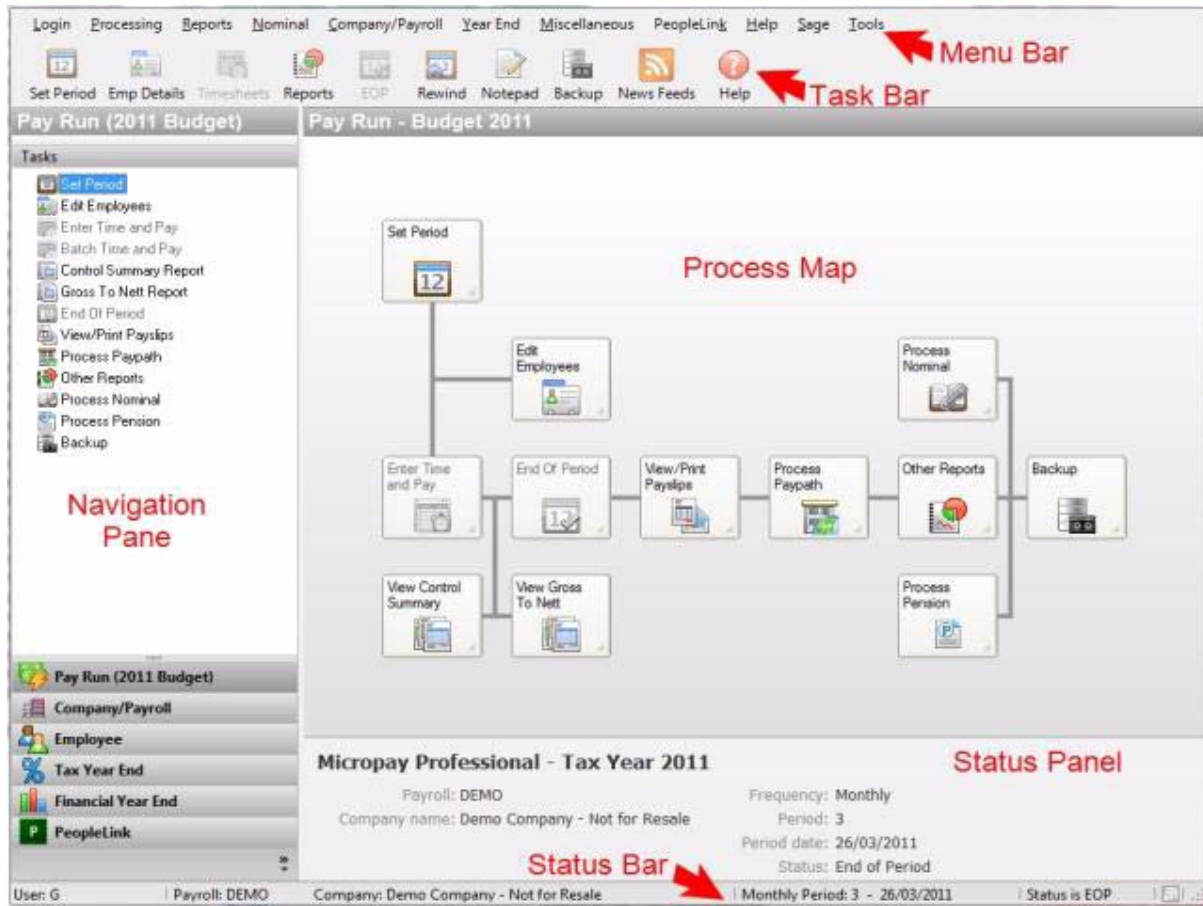 Login Processing Reports Nominal Company/Payroll Year End Miscellaneous PeopleLink Help Sage Tools
Menu Bar
12
Set Period Emp Details Timesheets Reports EOP Rewind Notepad Backup News Feeds Help
Task Bar
Pay Run (2011 Budget)
Pay Run - Budget 2011
Tasks
Set Period
Edit Employees
Enter Time and Pay
Batch Time and Pay
Control Summary Report
Gross To Nett Report
End Of Period
View/Print Payslips
Process Paypath
Other Reports
Process Nominal
Process Pension
Backup
Navigation
Pane
Set Period
12
Process Map
Edit
Employees
Process
Nominal
Enter Time
and Pay
End Of Period
12
View/Print
Payslips
Process
Paypath
Other Reports
Backup
View Control
Summary
View Gross
To Nett
Process
Pension
P
Pay Run (2011 Budget)
Company/Payroll
Employee
Tax Year End
Financial Year End
P PeopleLink
Micropay Professional - Tax Year 2011
Status Panel
Payroll: DEMO
Company name: Demo Company - Not for Resale
Frequency: Monthly
Period: 3
Period date: 26/03/2011
Status: End of Period
Status Bar
User: G Payroll: DEMO Company: Demo Company - Not for Resale Monthly Period: 3 - 26/03/2011 Status is EOP